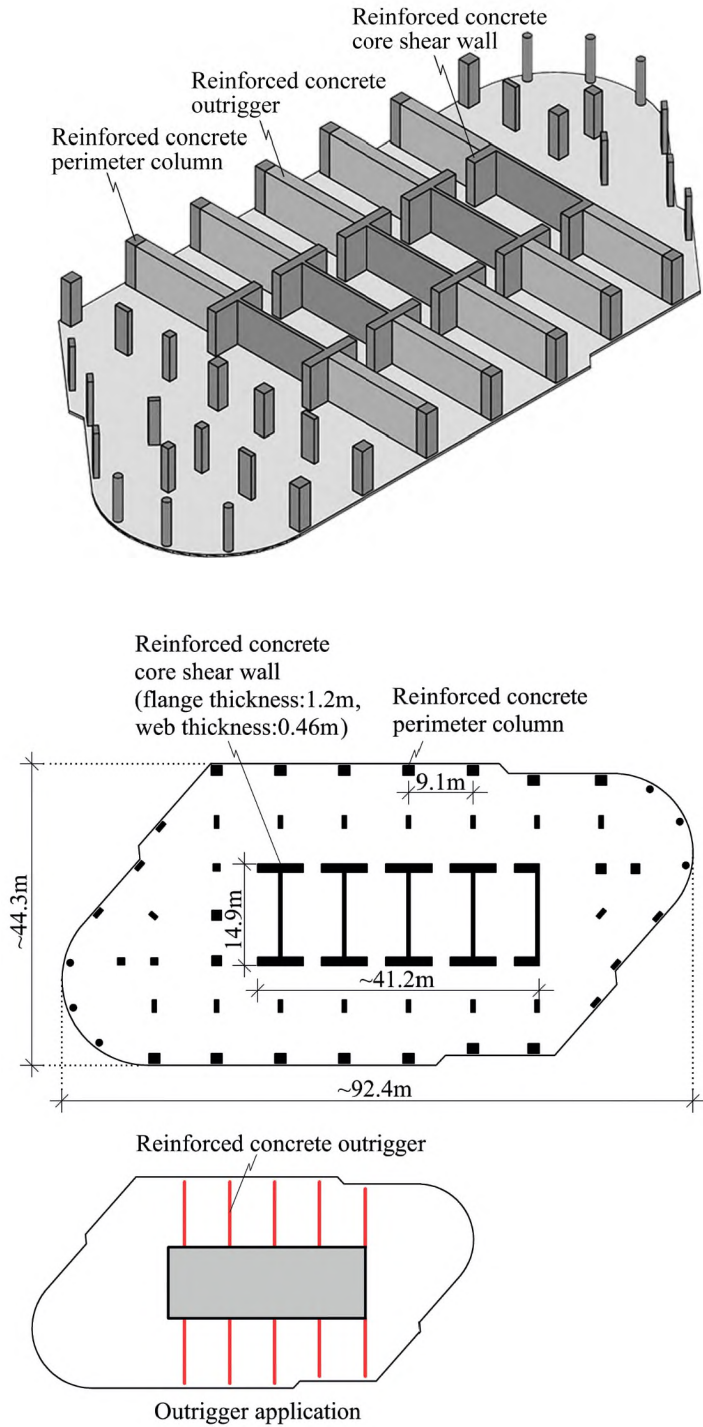 Reinforced concrete
core shear wall
Reinforced concrete
outrigger
Reinforced concrete
perimeter column
Reinforced concrete
core shear wall
(flange thickness:1.2m,
web thickness:0.46m)
Reinforced concrete
perimeter column
9.1m
~44.3m
14.9m
~41.2m
~92.4m
Reinforced concrete outrigger
Outrigger application